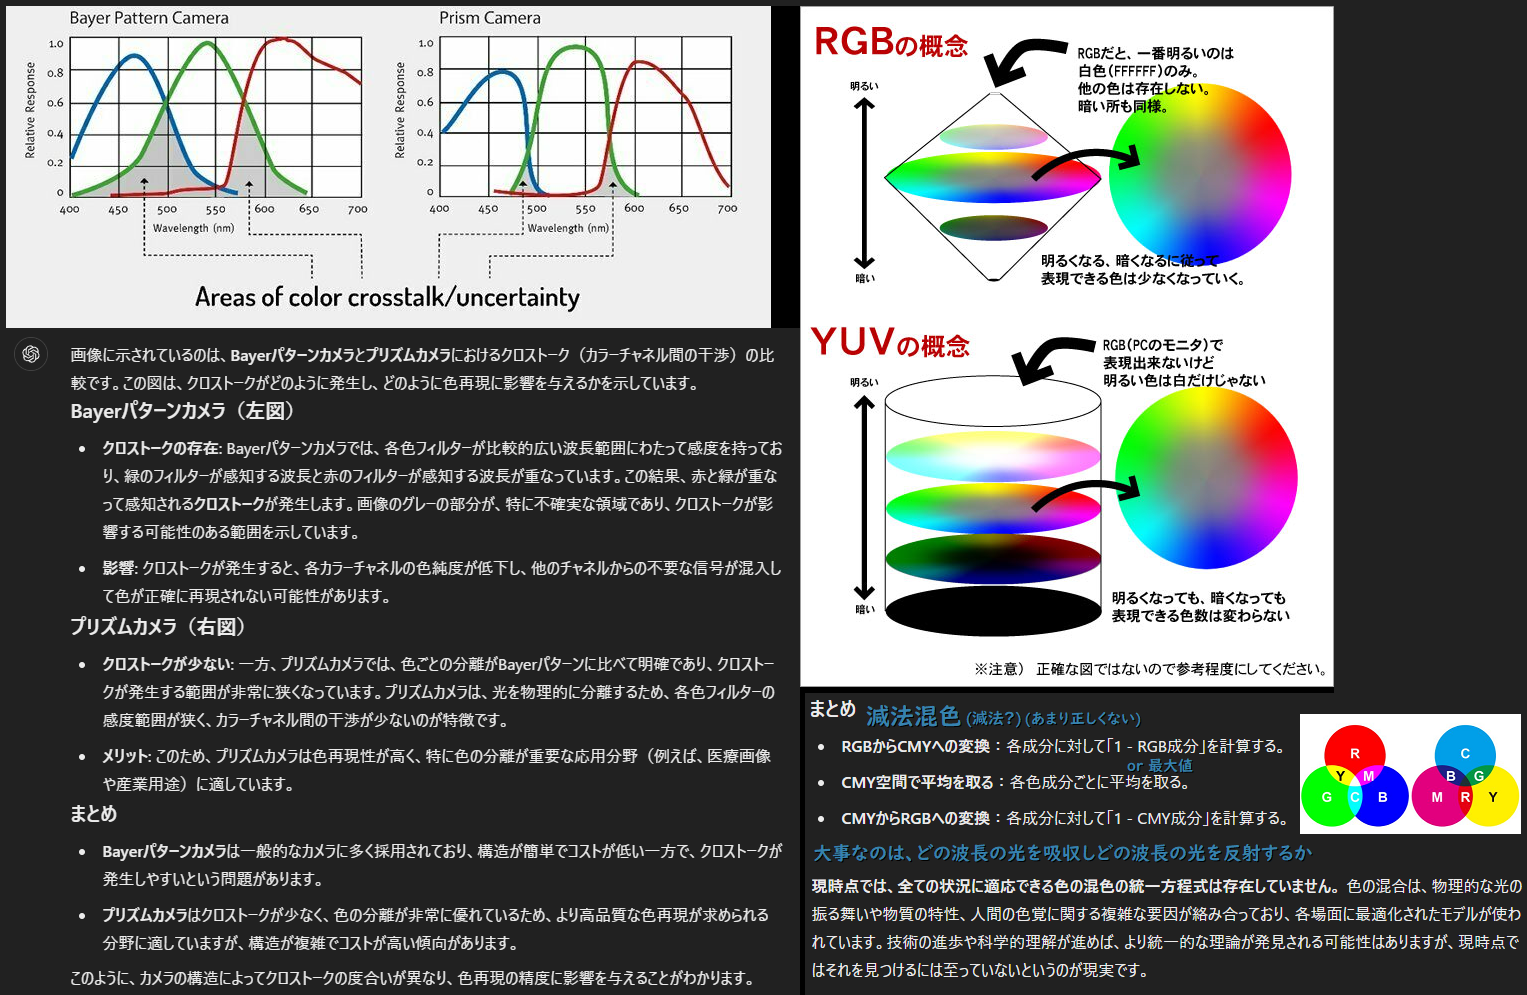 Bayer Pattern Camera
Relative Response
1.0
0.8
0.6
0.4
0.2
0
400 450 500 550 600 650 700
Wavelength (nm)
Prism Camera
Relative Response
1.0
0.8
0.6
0.4
0.2
0
400 450 500 550 600 650 700
Wavelength (nm)
Areas of color crosstalk/uncertainty
画像に示されているのは、Bayerパターンカメラとプリズムカメラにおけるクロストーク（カラーチャネル間の干渉）の比
較です。この図は、クロストークがどのように発生し、どのように色再現に影響を与えるかを示しています。
Bayerパターンカメラ（左図）
• クロストークの存在: Bayerパターンカメラでは、各色フィルターが比較的広い波長範囲にわたって感度を持ってお
り、緑のフィルターが感知する波長と赤のフィルターが感知する波長が重なっています。この結果、赤と緑が重な
って感知されるクロストークが発生します。画像のグレーの部分が、特に不確実な領域であり、クロストークが影
響する可能性のある範囲を示しています。
• 影響: クロストークが発生すると、各カラーチャネルの色純度が低下し、他のチャネルからの不要な信号が混入し
て色が正確に再現されない可能性があります。
プリズムカメラ（右図）
• クロストークが少ない: 一方、プリズムカメラでは、色ごとの分離がBayerパターンに比べて明確であり、クロストー
クが発生する範囲が非常に狭くなっています。プリズムカメラは、光を物理的に分離するため、各色フィルターの
感度範囲が狭く、カラーチャネル間の干渉が少ないのが特徴です。
• メリット: このため、プリズムカメラは色再現性が高く、特に色の分離が重要な応用分野（例えば、医療画像
や産業用途）に適しています。
まとめ
• Bayerパターンカメラは一般的なカメラに多く採用されており、構造が簡単でコストが低い一方で、クロストークが
発生しやすいという問題があります。
• プリズムカメラはクロストークが少なく、色の分離が非常に優れているため、より高品質な色再現が求められる
分野に適していますが、構造が複雑でコストが高い傾向があります。
このように、カメラの構造によってクロストークの度合いが異なり、色再現の精度に影響を与えることがわかります。
RGBの概念
RGBだと、一番明るいのは
白色(FFFFFF)のみ。
他の色は存在しない。
暗い所も同様。
明るい
暗い
明るくなる、暗くなるに従って
表現できる色は少なくなっていく。
YUVの概念
RGB(PCのモニタ)で
表現出来ないけど
明るい色は白だけじゃない
明るい
暗い
明るくなっても、暗くなっても
表現できる色数は変わらない
※注意） 正確な図ではないので参考程度にしてください。
まとめ 減法混色 (減法?) (あまり正しくない)
• RGBからCMYへの変換：各成分に対して「1 - RGB成分」を計算する。
or 最大値
• CMY空間で平均を取る：各色成分ごとに平均を取る。
• CMYからRGBへの変換：各成分に対して「1 - CMY成分」を計算する。
R
Y M
G C B
C
B G
M R Y
大事なのは、どの波長の光を吸収しどの波長の光を反射するか
現時点では、全ての状況に適応できる色の混色の統一方程式は存在していません。色の混合は、物理的な光の
振る舞いや物質の特性、人間の色覚に関する複雑な要因が絡み合っており、各場面に最適化されたモデルが使わ
れています。技術の進歩や科学的理解が進めば、より統一的な理論が発見される可能性はありますが、現時点で
はそれを見つけるには至っていないというのが現実です。